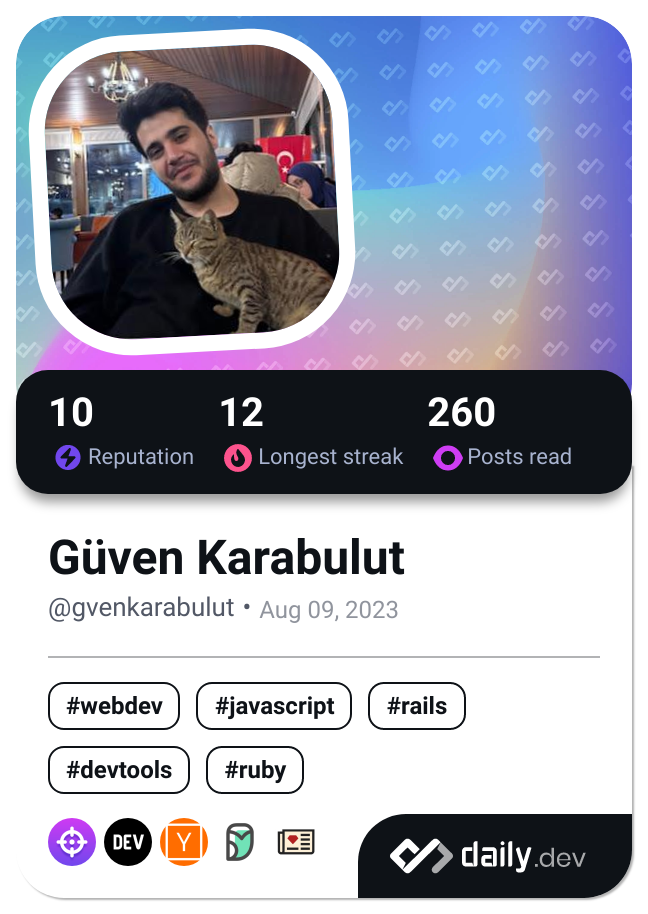 10 12 260
Reputation Longest streak Posts read
Güven Karabulut
@gvenkarabulut • Aug 09, 2023
#webdev #javascript #rails
#devtools #ruby
DEV Y
daily.dev